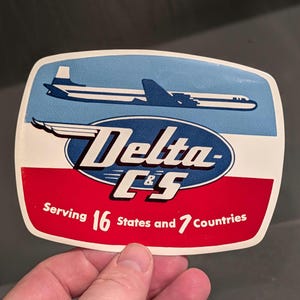 Delta-
C&S
Serving 16 States and 7 Countries